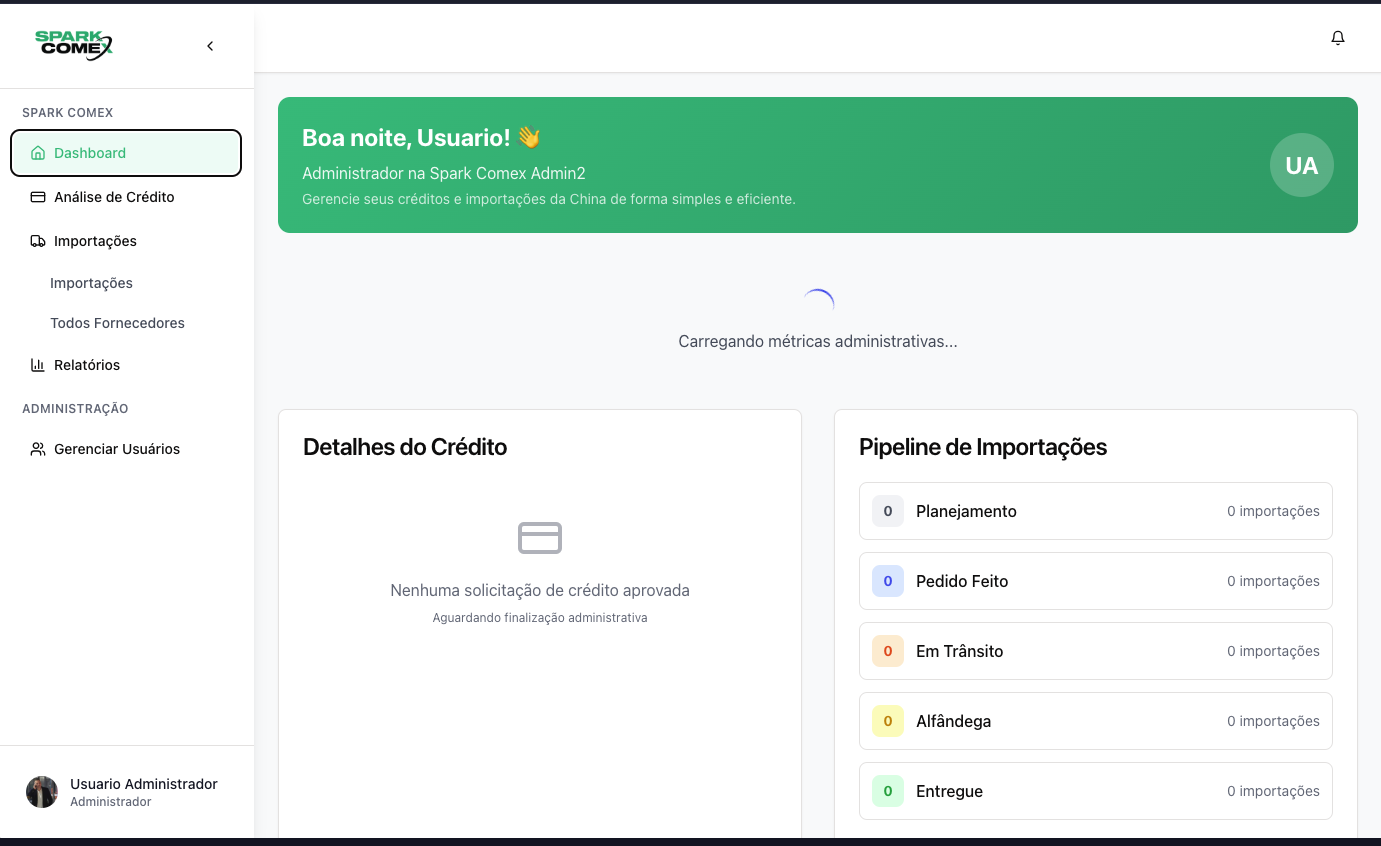 SPARK
COMEX
SPARK COMEX
Dashboard
Análise de Crédito
Importações
Importações
Todos Fornecedores
Relatórios
ADMINISTRAÇÃO
Gerenciar Usuários
Usuario Administrador
Administrador
Boa noite, Usuario! 👋
Administrador na Spark Comex Admin2
Gerencie seus créditos e importações da China de forma simples e eficiente.
UA
Carregando métricas administrativas...
Detalhes do Crédito
Nenhuma solicitação de crédito aprovada
Aguardando finalização administrativa
Pipeline de Importações
0 Planejamento 0 importações
0 Pedido Feito 0 importações
0 Em Trânsito 0 importações
0 Alfândega 0 importações
0 Entregue 0 importações